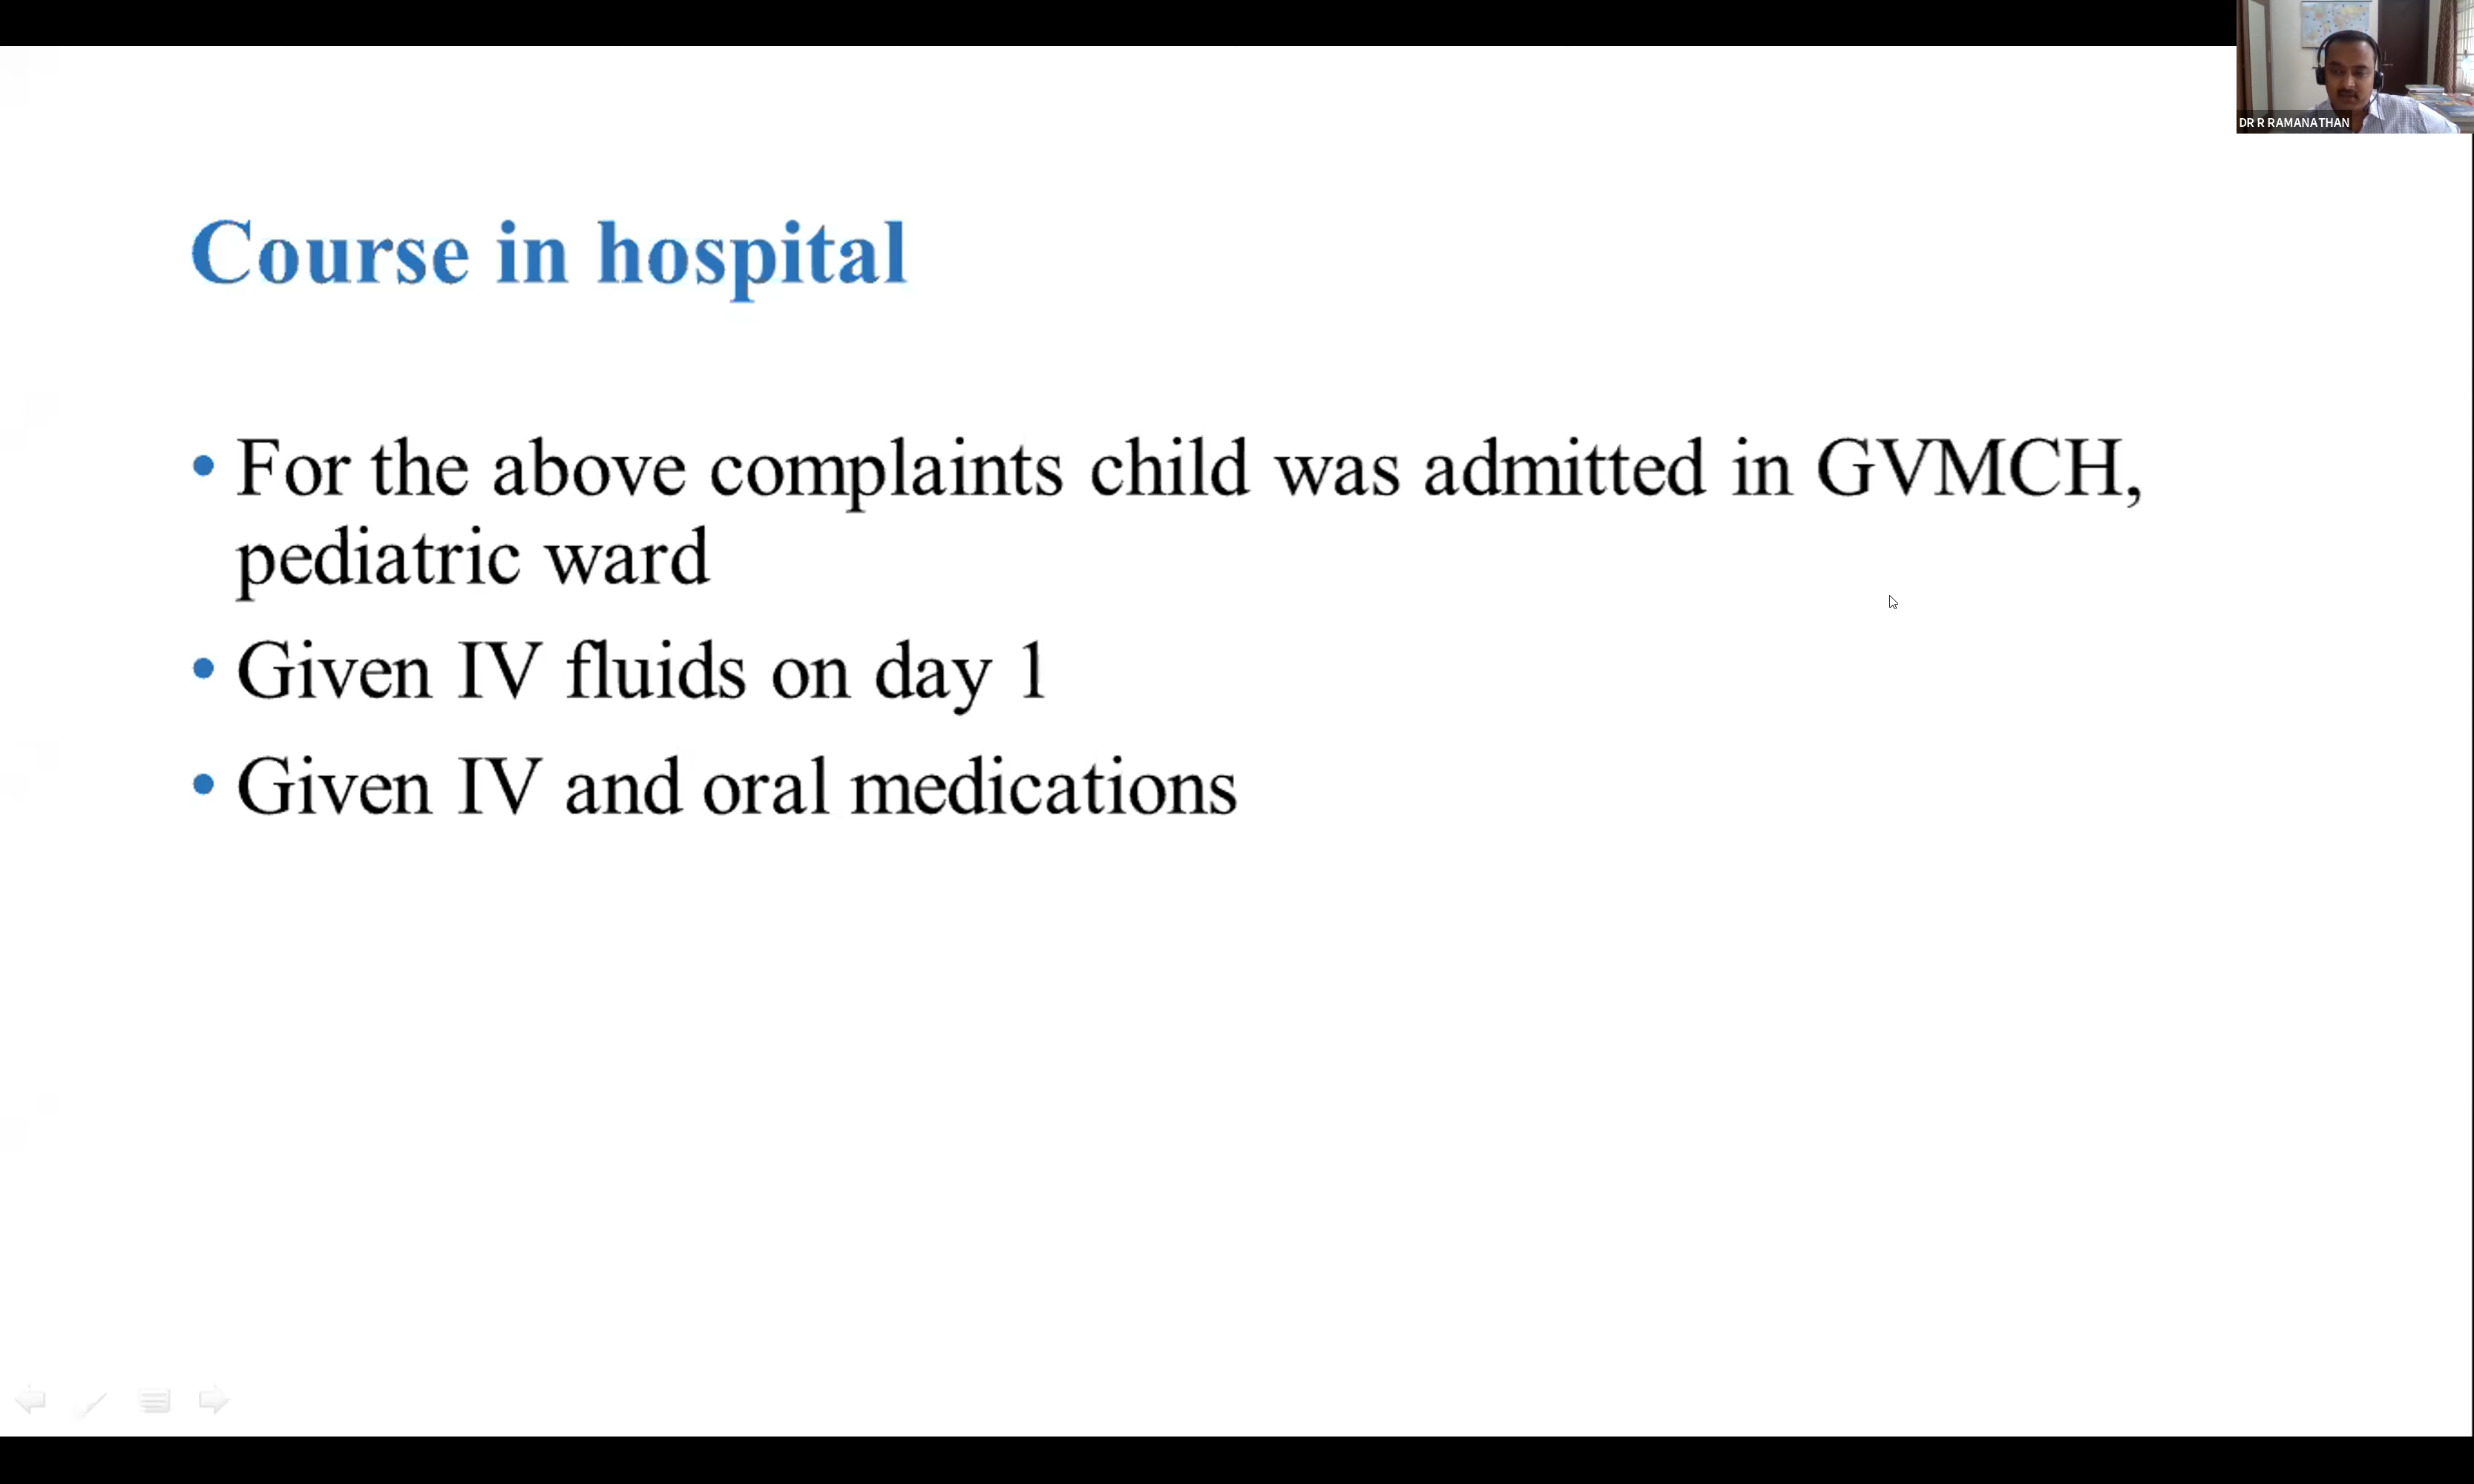 DR R RAMANATHAN
Course in hospital
• For the above complaints child was admitted in GVMCH,
pediatric ward
• Given IV fluids on day 1
• Given IV and oral medications